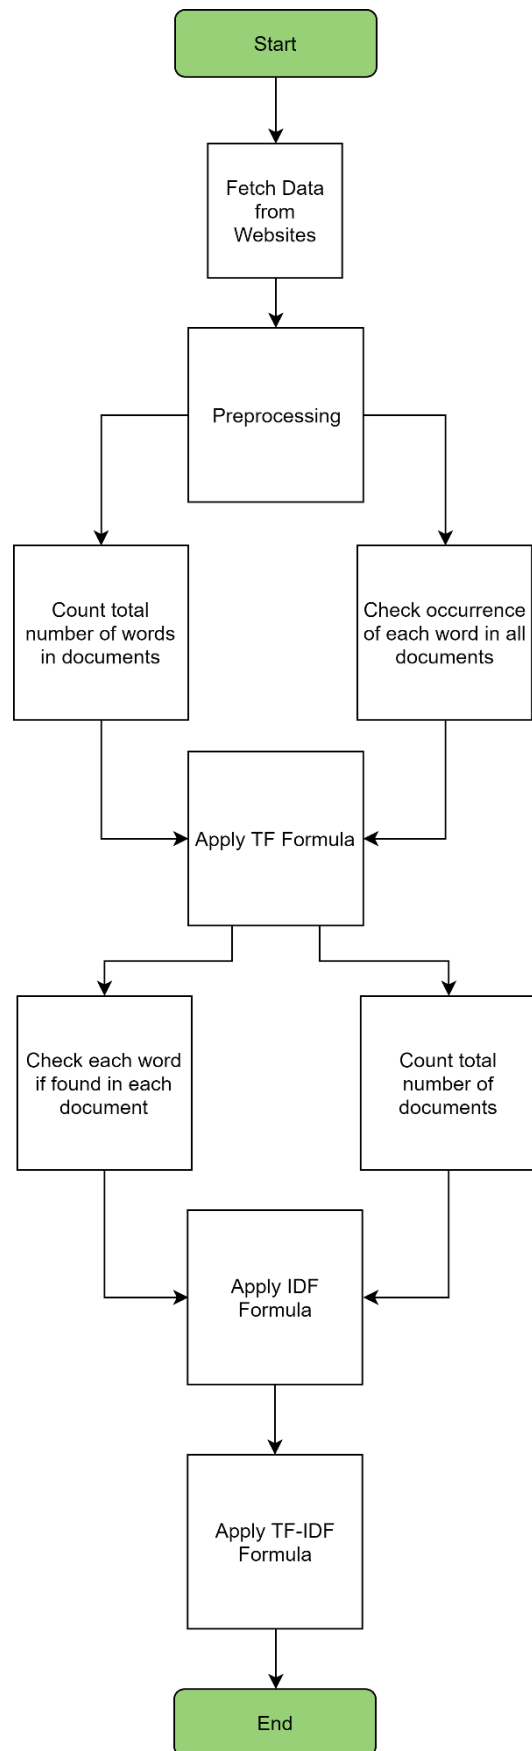 Start
Fetch Data
from
Websites
Preprocessing
Count total
number of words
in documents
Check occurrence
of each word in all
documents
Apply TF Formula
Check each word
if found in each
document
Count total
number of
documents
Apply IDF
Formula
Apply TF-IDF
Formula
End